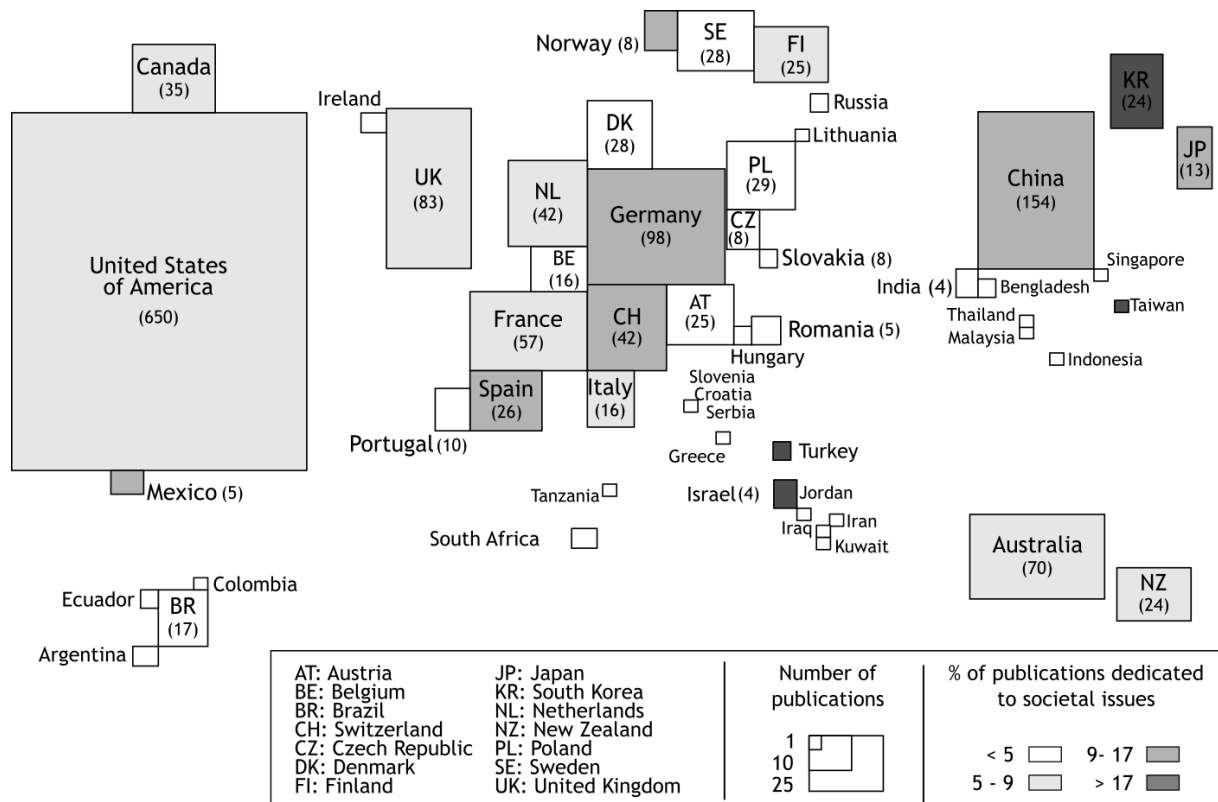 Norway (8)
SE
(28)
FI
(25)
Canada
(35)
Russia
KR
(24)
Ireland
DK
(28)
Lithuania
JP
(13)
UK
(83)
NL
(42)
PL
(29)
China
(154)
Germany
(98)
CZ
(8)
BE
(16)
Slovakia (8)
United States
of America
(650)
Singapore
India (4)
Bengladesh
AT
(25)
Taiwan
France
(57)
CH
(42)
Romania (5)
Thailand
Malaysia
Hungary
Indonesia
Spain
(26)
Italy
(16)
Slovenia
Croatia
Serbia
Portugal (10)
Greece
Turkey
Mexico (5)
Tanzania
Israel (4)
Jordan
Iraq
Iran
Kuwait
South Africa
Australia
(70)
NZ
(24)
Colombia
Ecuador
BR
(17)
Argentina
AT: Austria
BE: Belgium
BR: Brazil
CH: Switzerland
CZ: Czech Republic
DK: Denmark
FI: Finland
JP: Japan
KR: South Korea
NL: Netherlands
NZ: New Zealand
PL: Poland
SE: Sweden
UK: United Kingdom
Number of
publications
1
10
25
% of publications dedicated
to societal issues
< 5
9- 17
5 - 9
> 17